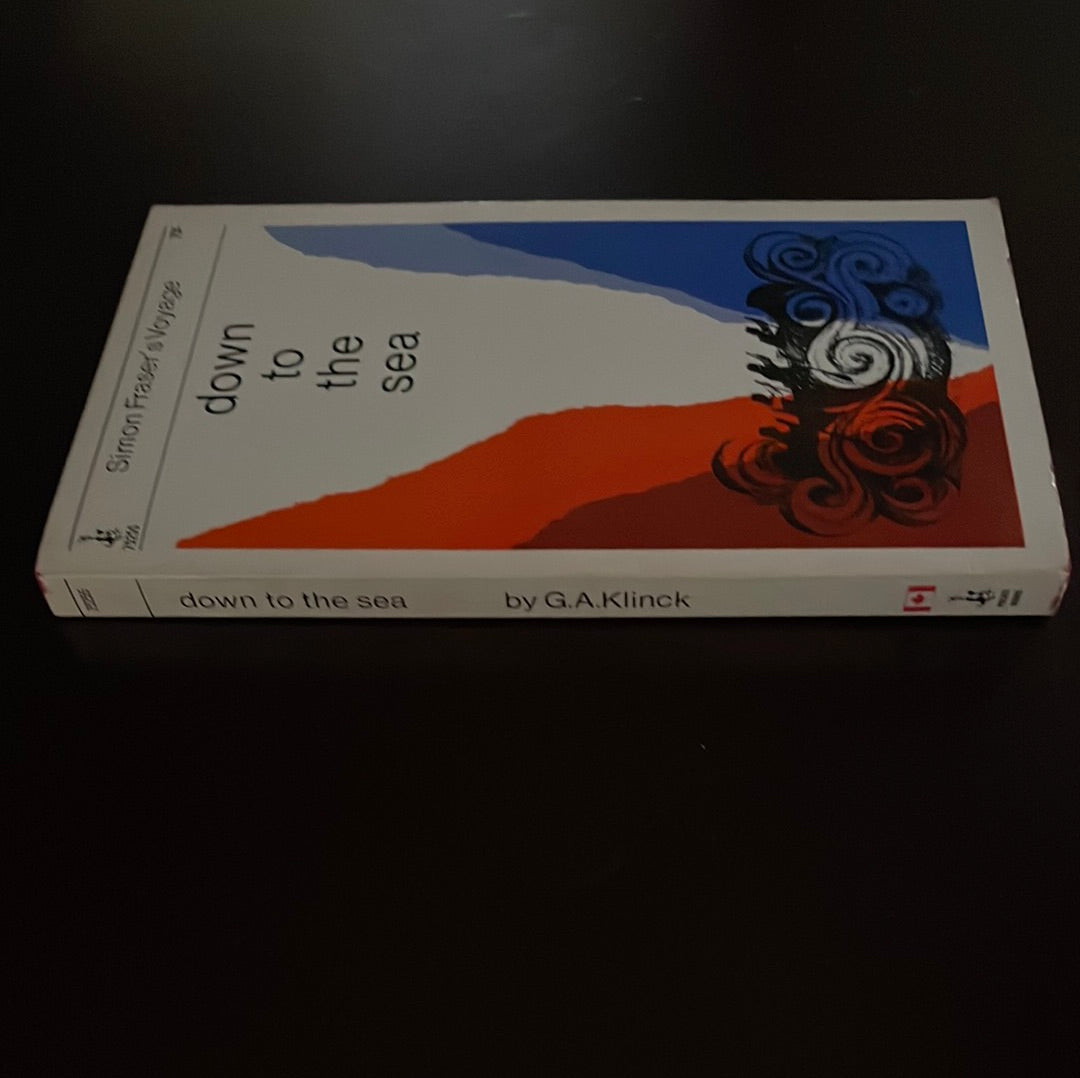 Simon Fraser's Voyage
down
to
the
sea
down to the sea by G.A.Klinck